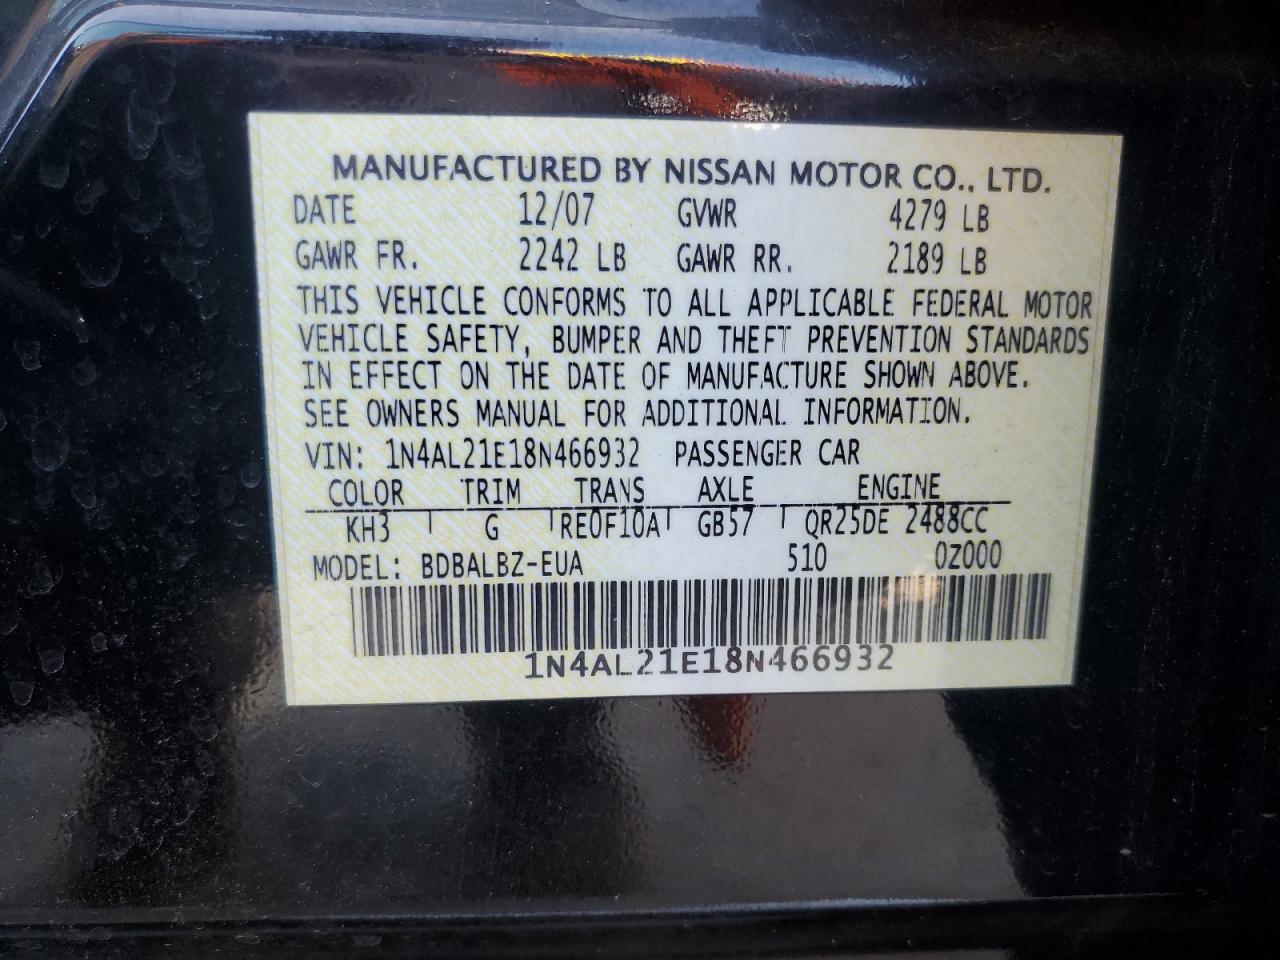 MANUFACTURED BY NISSAN MOTOR CO., LTD.
DATE 12/07 GVWR 4279 LB
GAWR FR. 2242 LB GAWR RR. 2189 LB
THIS VEHICLE CONFORMS TO ALL APPLICABLE FEDERAL MOTOR
VEHICLE SAFETY, BUMPER AND THEFT PREVENTION STANDARDS
IN EFFECT ON THE DATE OF MANUFACTURE SHOWN ABOVE.
SEE OWNERS MANUAL FOR ADDITIONAL INFORMATION.
VIN: 1N4AL21E18N466932 PASSENGER CAR
COLOR TRIM TRANS AXLE ENGINE
KH3 G RE0F10A GB57 QR25DE 2488CC
MODEL: BDBALBZ-EUA 510 0Z000
1N4AL21E18N466932